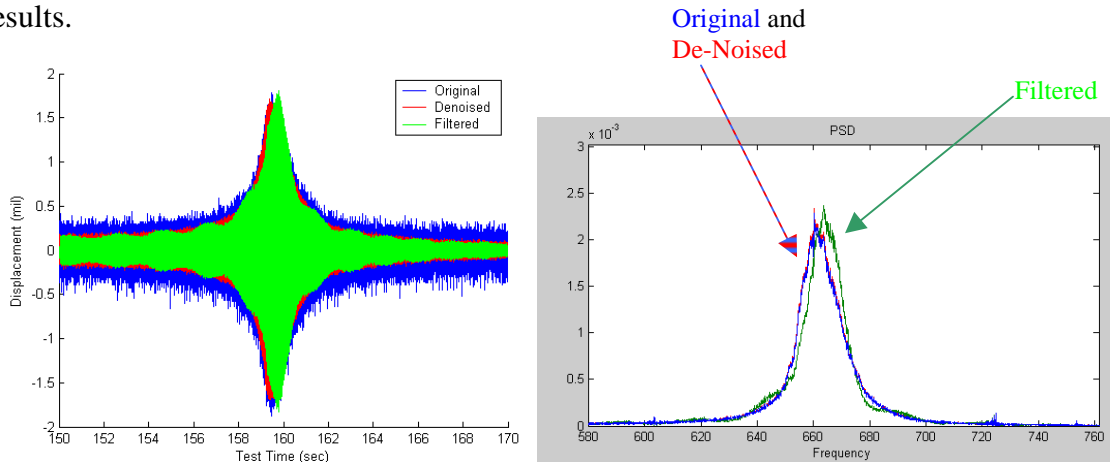 esults.
Original and
De-Noised
Filtered
2
1.5
1
0.5
0
-0.5
-1
-1.5
-2
Displacement (mil)
Original
Denoised
Filtered
150 152 154 156 158 160 162 164 166 168 170
Test Time (sec)
x 10-3
PSD
3
2.5
2
1.5
1
0.5
0
580 600 620 640 660 680 700 720 740 760
Frequency